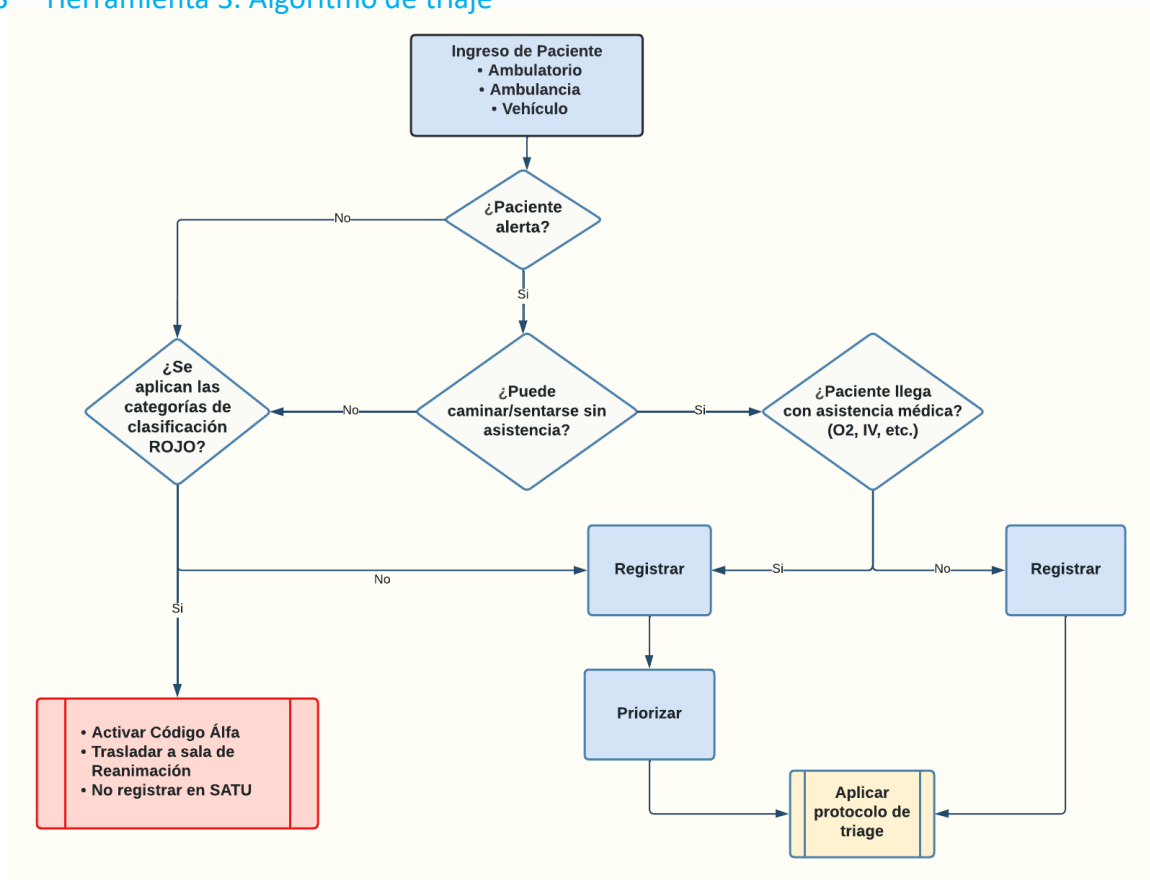 Herramienta 3: Algoritmo de triaje
Ingreso de Paciente
• Ambulatorio
• Ambulancia
• Vehículo
¿Paciente
alerta?
No
Si
¿Se
aplican las
categorías de
clasificación
ROJO?
No
¿Puede
caminar/sentarse sin
asistencia?
Si
¿Paciente llega
con asistencia médica?
(O2, IV, etc.)
No
Registrar
Si
No
Registrar
Si
Priorizar
• Activar Código Álfa
• Trasladar a sala de
Reanimación
• No registrar en SATU
Aplicar
protocolo de
triage